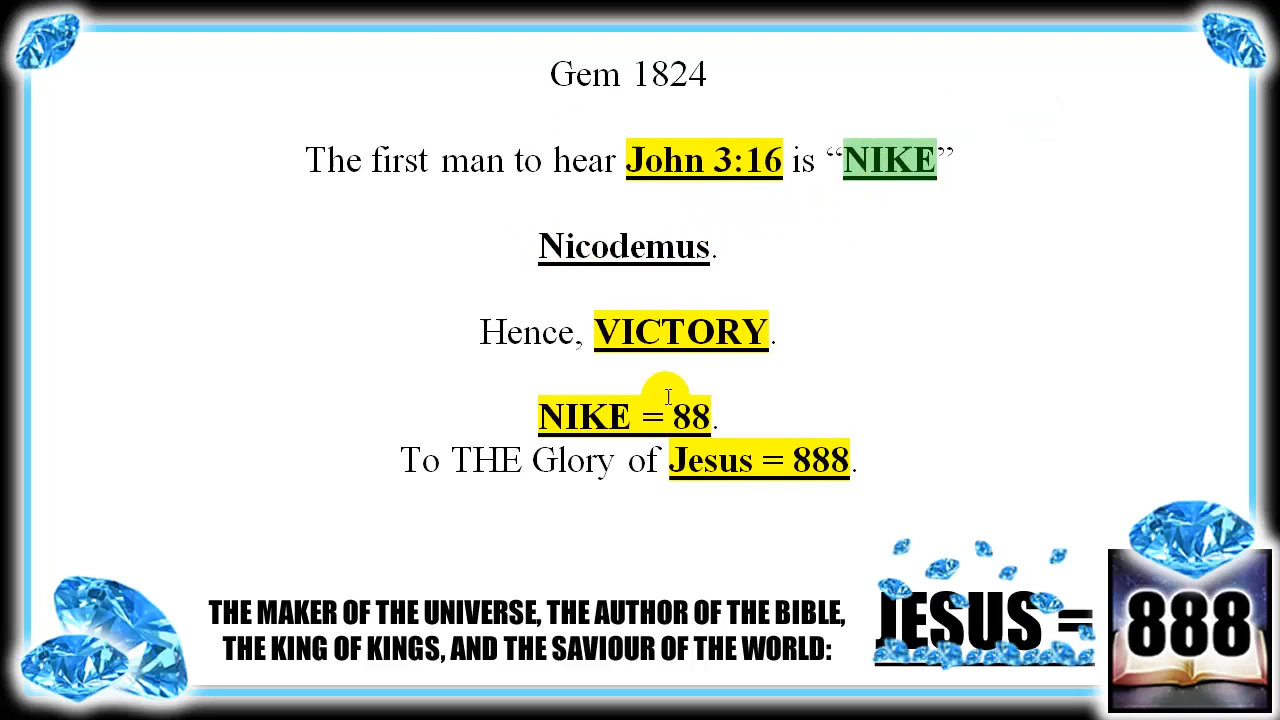 Gem 1824
The first man to hear John 3:16 is “NIKE”
Nicodemus.
Hence, VICTORY.
NIKE = 88.
To THE Glory of Jesus = 888.
THE MAKER OF THE UNIVERSE, THE AUTHOR OF THE BIBLE,
THE KING OF KINGS, AND THE SAVIOUR OF THE WORLD:
JESUS = 888